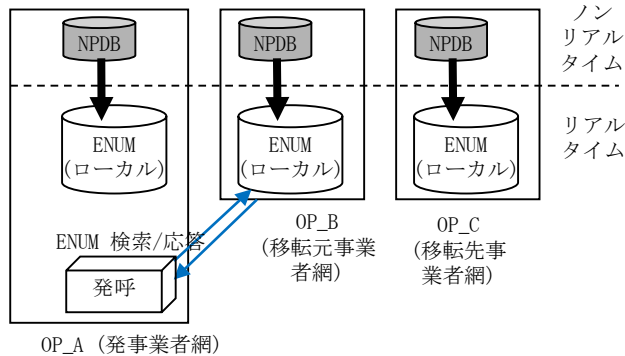 NPDB
NPDB
NPDB
ノン
リアル
タイム
ENUM
(ローカル)
ENUM
(ローカル)
ENUM
(ローカル)
リアル
タイム
ENUM 検索/応答
発呼
OP_B
(移転元事業
者網)
OP_C
(移転先事
業者網)
OP_A (発事業者網)